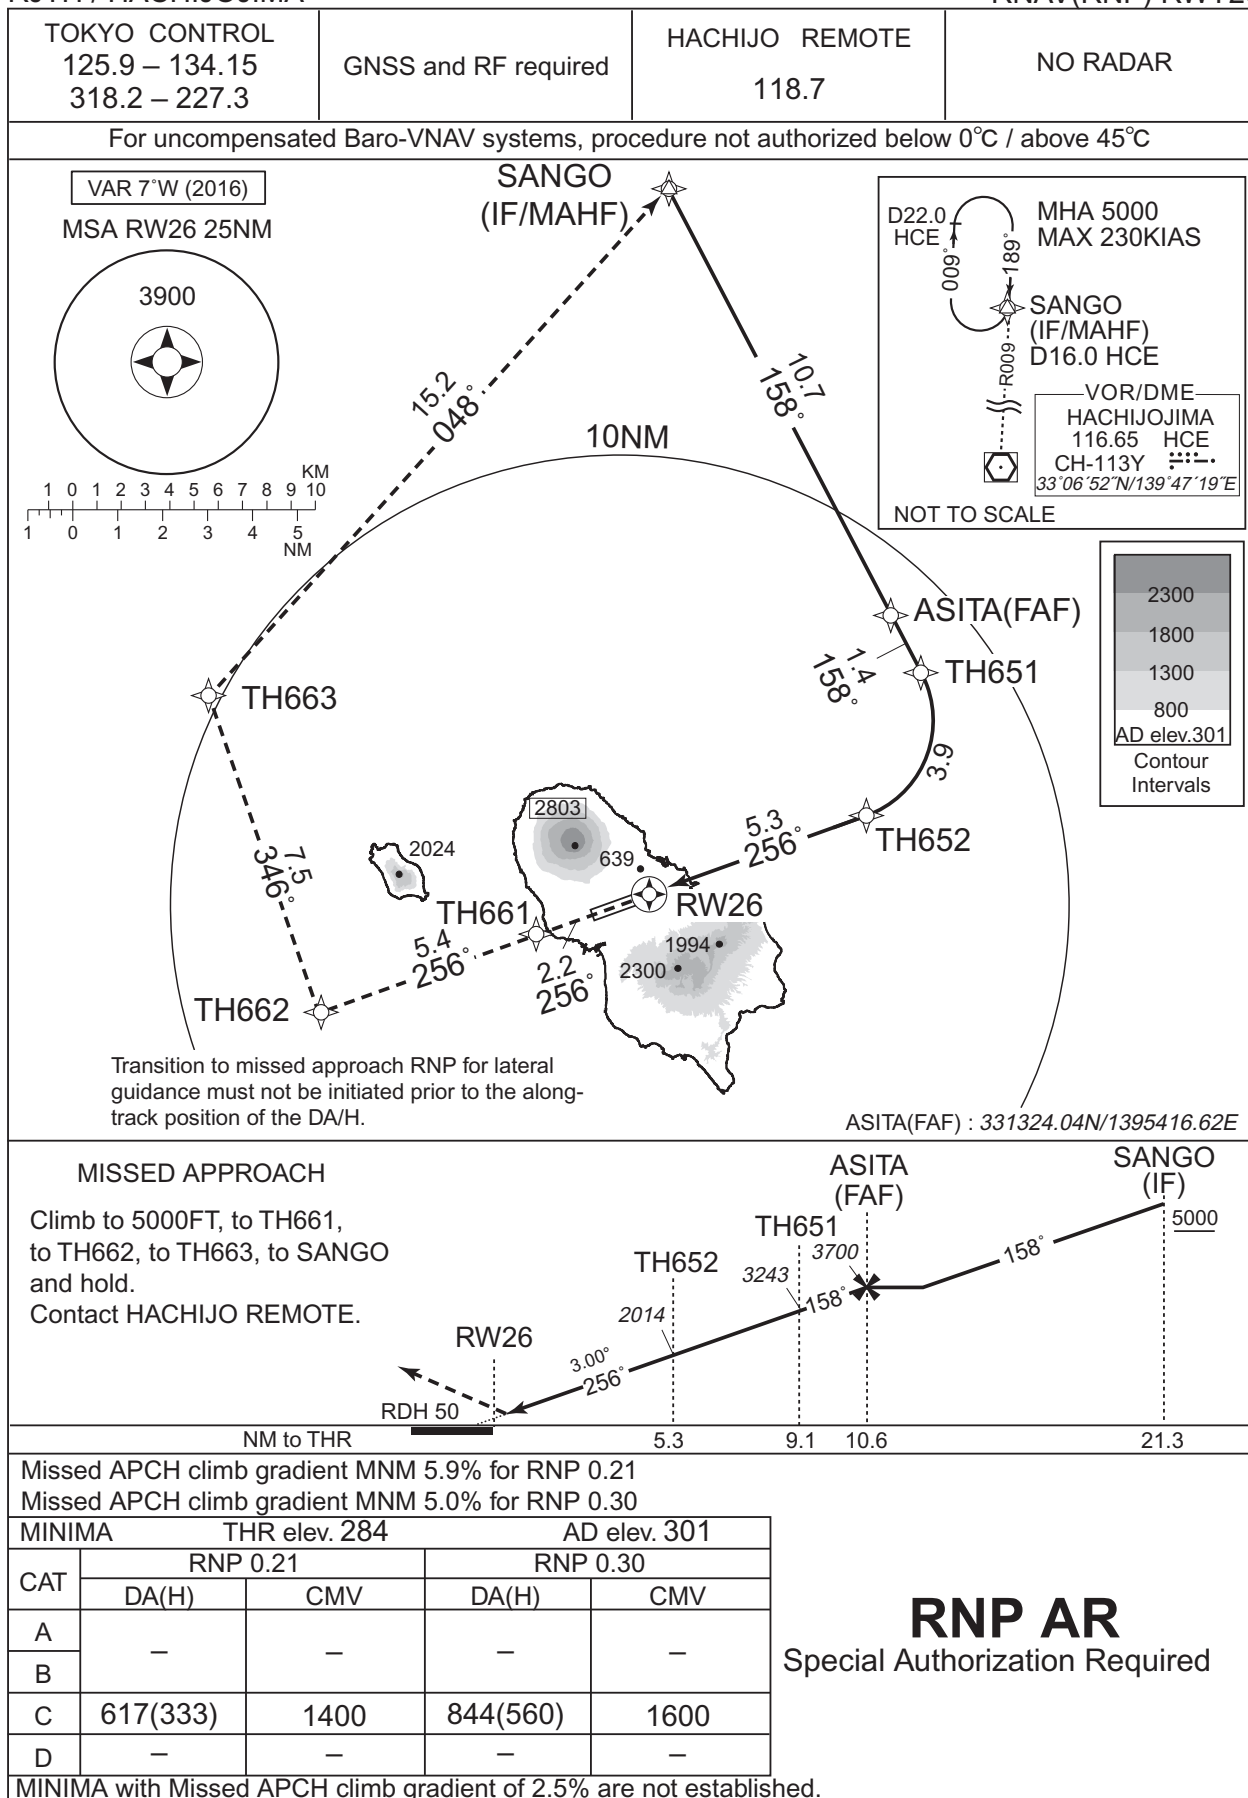 TOKYO CONTROL
125.9 – 134.15
318.2 – 227.3
GNSS and RF required
HACHIJO REMOTE
118.7
NO RADAR
For uncompensated Baro-VNAV systems, procedure not authorized below 0°C / above 45°C
VAR 7°W (2016)
MSA RW26 25NM
3900
KM
1 0 1 2 3 4 5 6 7 8 9 10
1 0 1 2 3 4 5
NM
SANGO
(IF/MAHF)
15.2
048°
10.7
158°
10NM
D22.0
HCE
009°
189°
MHA 5000
MAX 230KIAS
SANGO
(IF/MAHF)
D16.0 HCE
R009
VOR/DME
HACHIJOJIMA
116.65 HCE
CH-113Y
33°06´52˝N/139°47´19˝E
NOT TO SCALE
2300
1800
1300
800
AD elev.301
Contour
Intervals
ASITA(FAF)
1.4
158°
TH651
3.9
TH663
TH652
5.3
256°
2803
2024
639
RW26
7.5
346°
TH661
5.4
256°
2.2
256°
1994
2300
TH662
Transition to missed approach RNP for lateral
guidance must not be initiated prior to the along-
track position of the DA/H.
ASITA(FAF) : 331324.04N/1395416.62E
MISSED APPROACH
Climb to 5000FT, to TH661,
to TH662, to TH663, to SANGO
and hold.
Contact HACHIJO REMOTE.
ASITA
(FAF)
SANGO
(IF)
5000
TH651
3700
158°
TH652
3243
158°
2014
RW26
3.00°
256°
RDH 50
NM to THR
5.3 9.1 10.6 21.3
Missed APCH climb gradient MNM 5.9% for RNP 0.21
Missed APCH climb gradient MNM 5.0% for RNP 0.30
MINIMA THR elev. 284 AD elev. 301
CAT RNP 0.21 RNP 0.30
DA(H) CMV DA(H) CMV
A
B
– – – –
C 617(333) 1400 844(560) 1600
D – – – –
RNP AR
Special Authorization Required
MINIMA with Missed APCH climb gradient of 2.5% are not established.